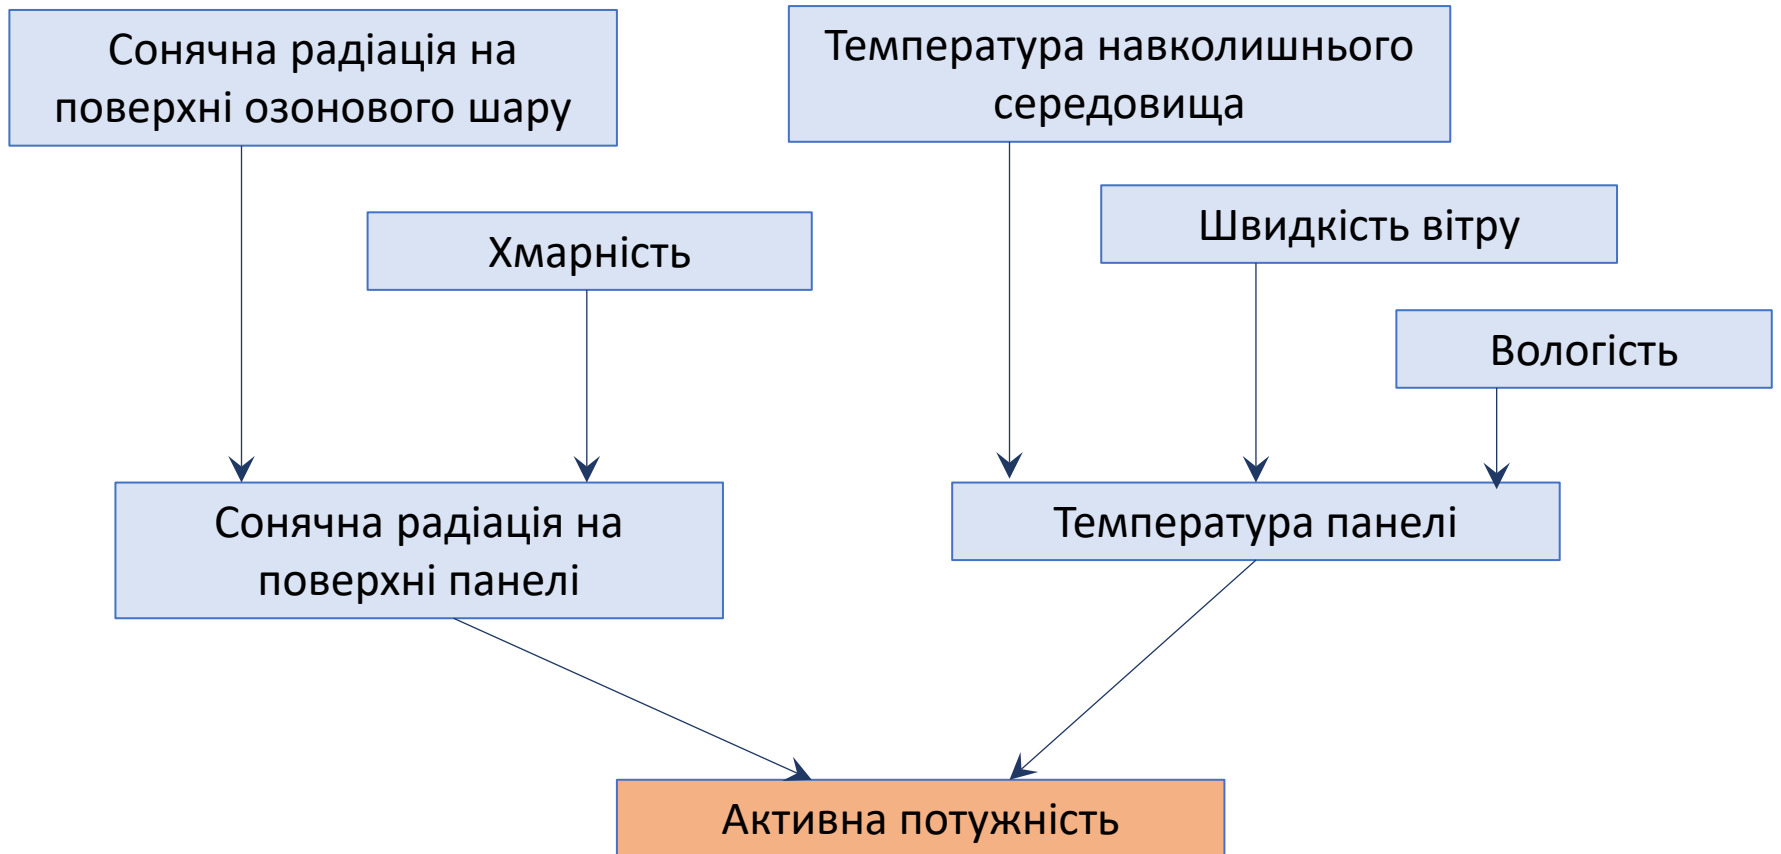 Сонячна радіація на
поверхні озонового шару
Температура навколишнього
середовища
Швидкість вітру
Хмарність
Вологість
Сонячна радіація на
поверхні панелі
Температура панелі
Активна потужність